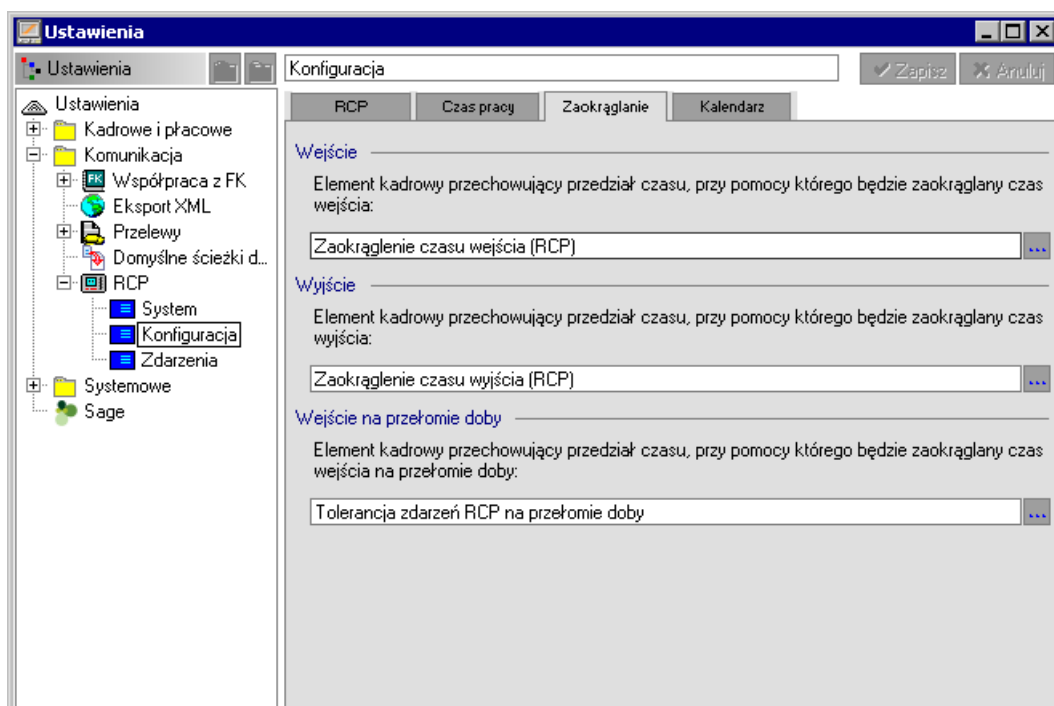 Ustawienia
Ustawienia
Konfiguracja
Zapisz
Anuluj
Ustawienia
Kadrowe i płacowe
Komunikacja
FK Współpraca z FK
Eksport XML
Przelewy
Domyślne ścieżki d...
RCP
System
Konfiguracja
Zdarzenia
Systemowe
Sage
RCP
Czas pracy
Zaokrąglanie
Kalendarz
Wejście
Element kadrowy przechowujący przedział czasu, przy pomocy którego będzie zaokrąglany czas
wejścia:
Zaokrąglenie czasu wejścia (RCP)
...
Wyjście
Element kadrowy przechowujący przedział czasu, przy pomocy którego będzie zaokrąglany czas
wyjścia:
Zaokrąglenie czasu wyjścia (RCP)
...
Wejście na przełomie doby
Element kadrowy przechowujący przedział czasu, przy pomocy którego będzie zaokrąglany czas
wejścia na przełomie doby:
Tolerancja zdarzeń RCP na przełomie doby
...